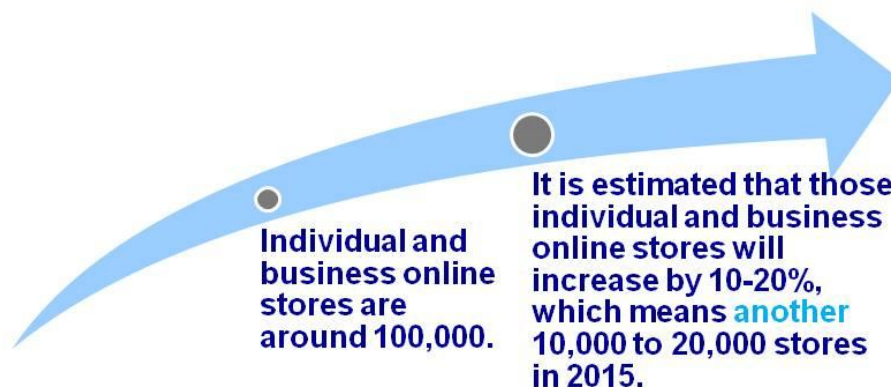 Individual and
business online
stores are
around 100,000.
It is estimated that those
individual and business
online stores will
increase by 10-20%,
which means another
10,000 to 20,000 stores
in 2015.